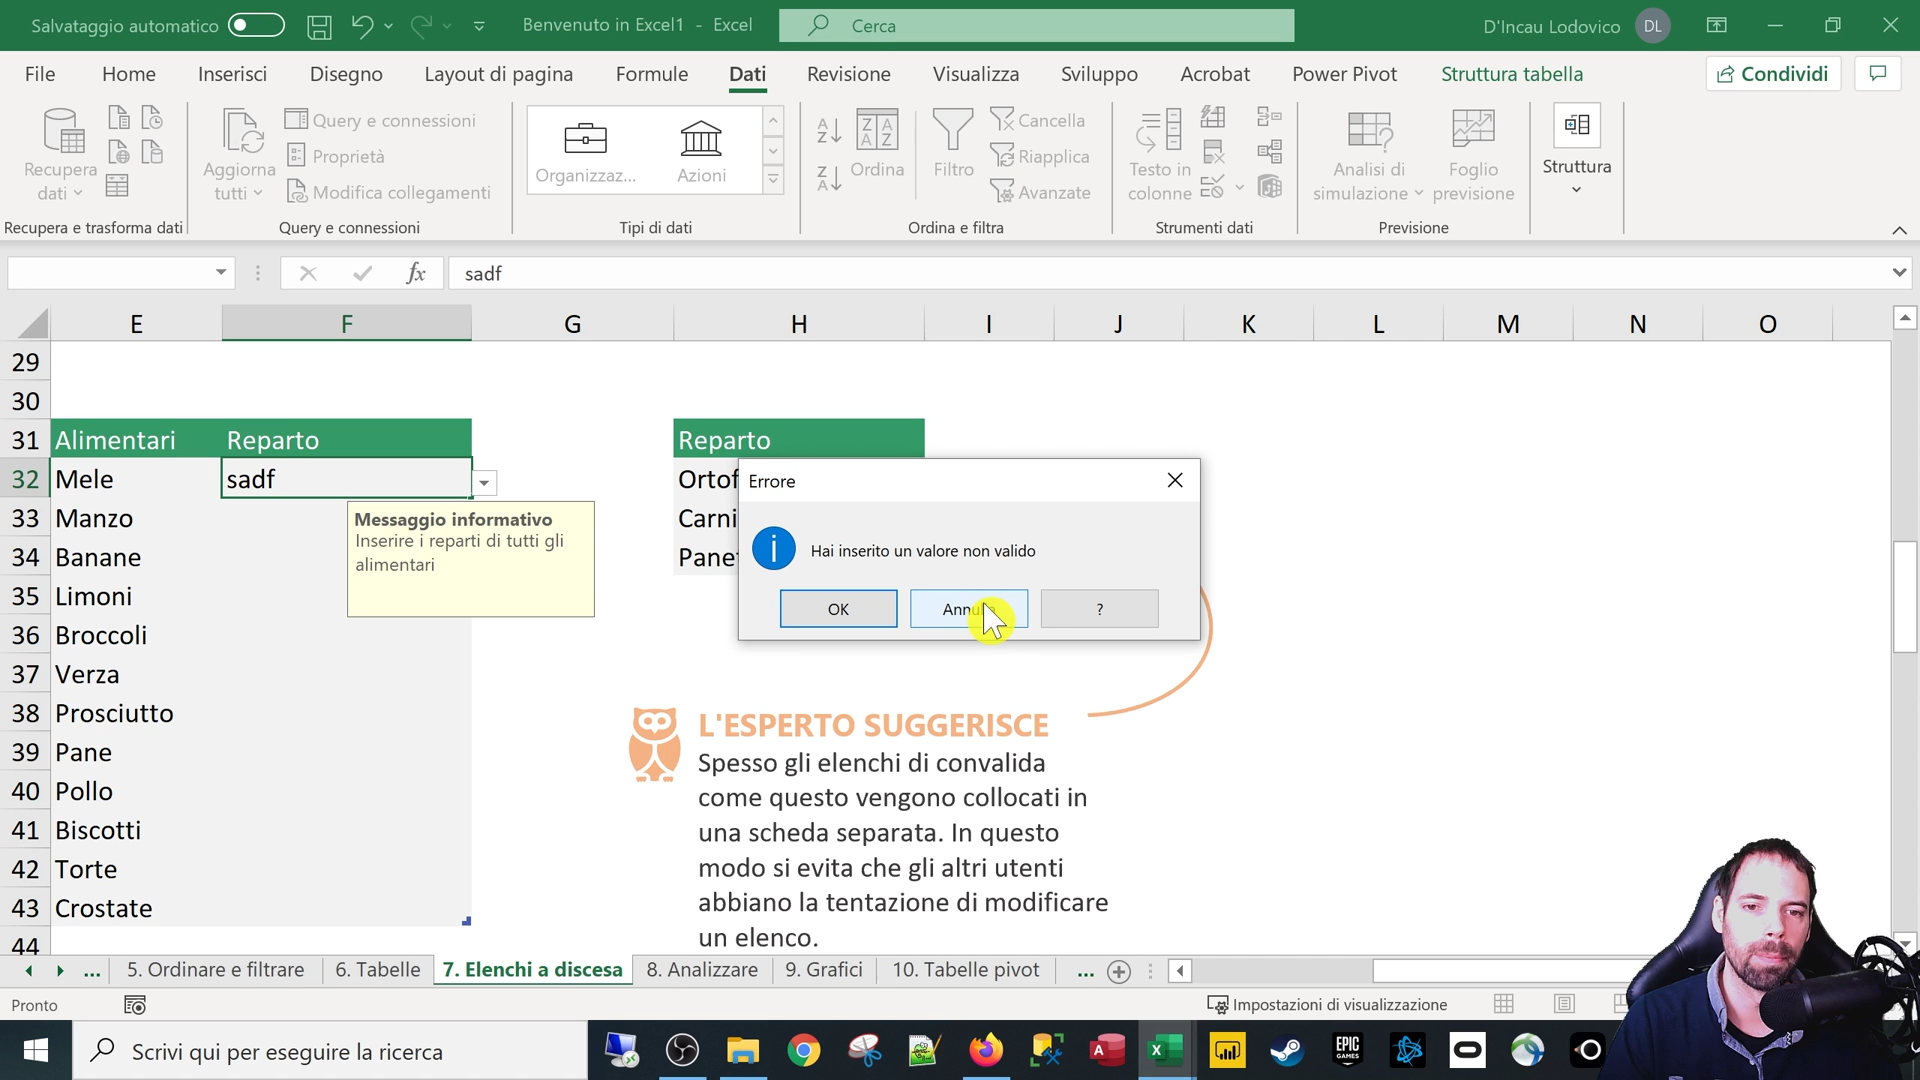 Salvataggio automatico
Benvenuto in Excel1 - Excel
Cerca
D'Incau Lodovico
DL
File
Home
Inserisci
Disegno
Layout di pagina
Formule
Dati
Revisione
Visualizza
Sviluppo
Acrobat
Power Pivot
Struttura tabella
Condividi
Recupera
dati
Recupera e trasforma dati
Aggiorna
tutti
Query e connessioni
Proprietà
Modifica collegamenti
Query e connessioni
Organizzaz...
Azioni
Tipi di dati
Ordina
Filtro
Cancella
Riapplica
Avanzate
Ordina e filtra
Testo in
colonne
Strumenti dati
Analisi di
simulazione
Foglio
previsione
Previsione
Struttura
fx
sadf
E F G H I J K L M N O
29
30
31 Alimentari Reparto Reparto
32 Mele sadf Ortof
33 Manzo Carni
34 Banane Panet
35 Limoni
36 Broccoli
37 Verza
38 Prosciutto
39 Pane
40 Pollo
41 Biscotti
42 Torte
43 Crostate
44
Messaggio informativo
Inserire i reparti di tutti gli
alimentari
Errore
Hai inserito un valore non valido
OK
?
L'ESPERTO SUGGERISCE
Spesso gli elenchi di convalida
come questo vengono collocati in
una scheda separata. In questo
modo si evita che gli altri utenti
abbiano la tentazione di modificare
un elenco.
...
5. Ordinare e filtrare
6. Tabelle
7. Elenchi a discesa
8. Analizzare
9. Grafici
10. Tabelle pivot
...
Pronto
Impostazioni di visualizzazione
Scrivi qui per eseguire la ricerca
EPIC
GAMES